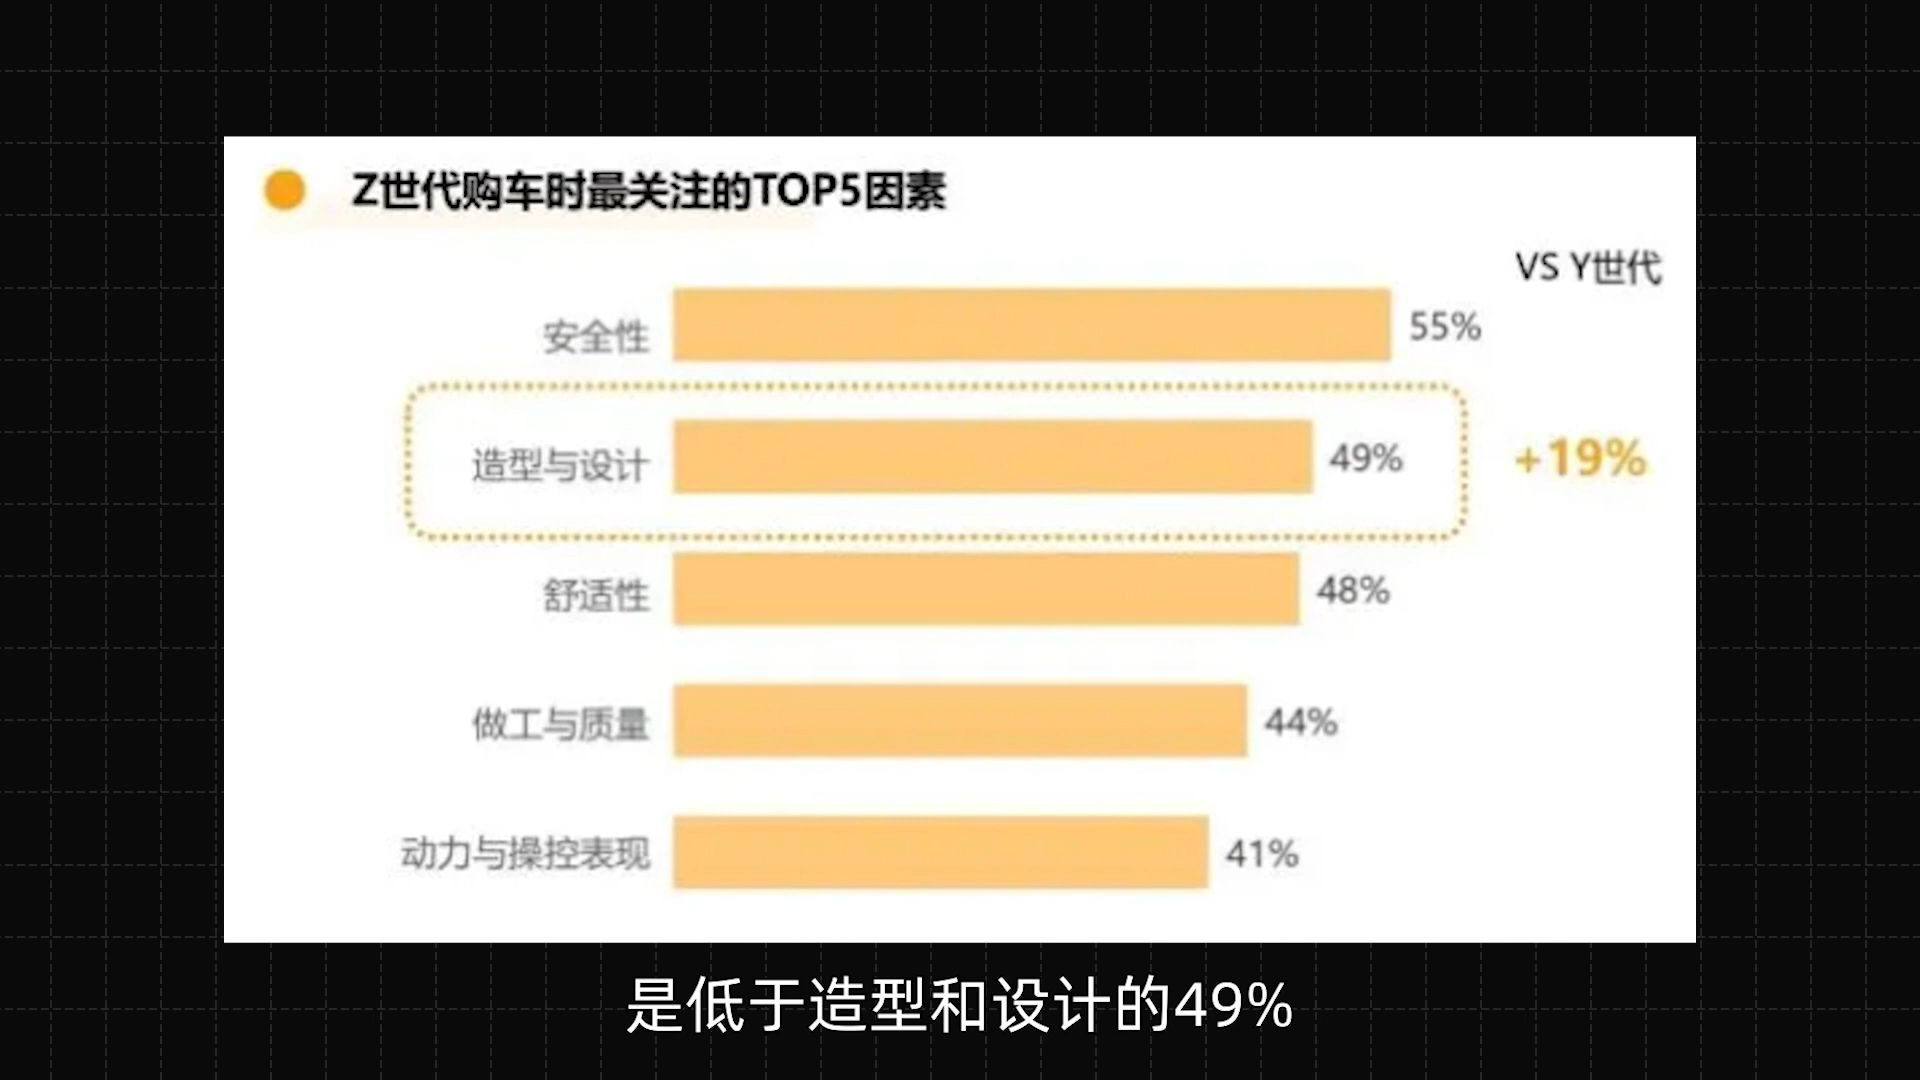 Z世代购车时最关注的TOP5因素
VS Y世代
安全性 55%
造型与设计 49% +19%
舒适性 48%
做工与质量 44%
动力与操控表现 41%
是低于造型和设计的49%